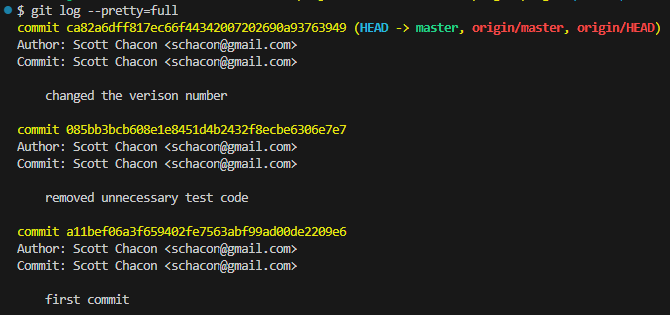 $ git log --pretty=full
commit ca82a6dff817ec66f44342007202690a93763949 (HEAD -> master, origin/master, origin/HEAD)
Author: Scott Chacon <schacon@gmail.com>
Commit: Scott Chacon <schacon@gmail.com>
changed the verison number
commit 085bb3bcb608e1e8451d4b2432f8ecbe6306e7e7
Author: Scott Chacon <schacon@gmail.com>
Commit: Scott Chacon <schacon@gmail.com>
removed unnecessary test code
commit a11bef06a3f659402fe7563abf99ad00de2209e6
Author: Scott Chacon <schacon@gmail.com>
Commit: Scott Chacon <schacon@gmail.com>
first commit